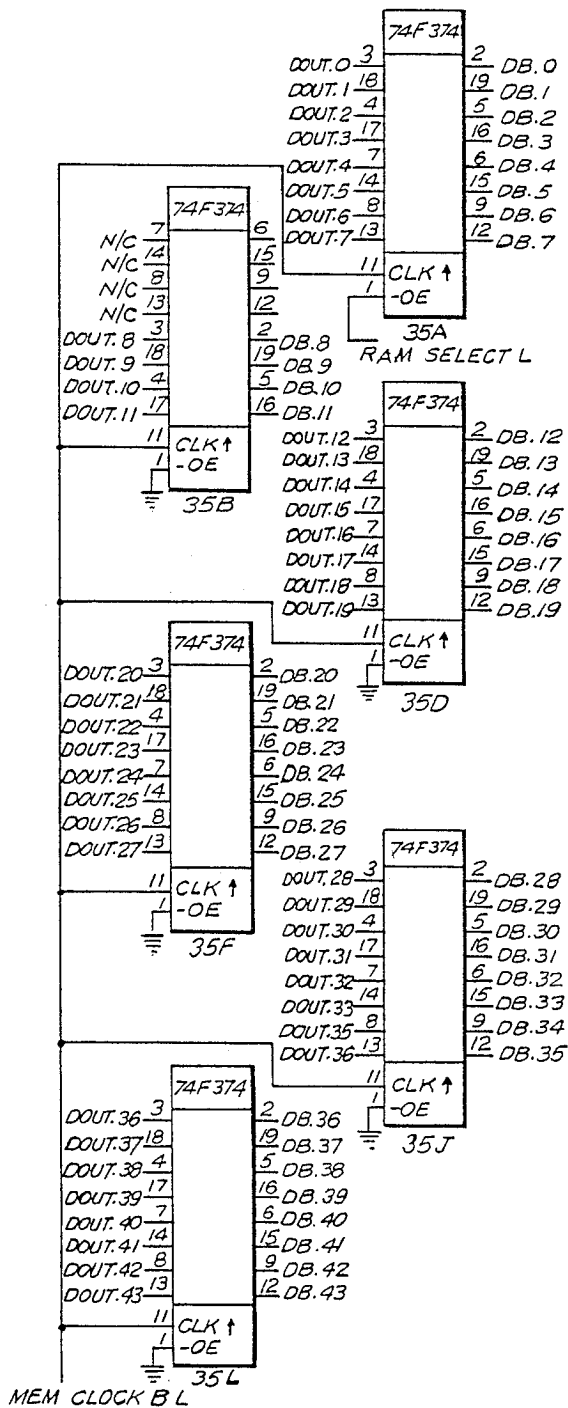 74F374
DOUT.0 3 2 DB.0
DOUT.1 18 19 DB.1
DOUT.2 4 5 DB.2
DOUT.3 17 16 DB.3
DOUT.4 7 6 DB.4
DOUT.5 14 15 DB.5
DOUT.6 8 9 DB.6
DOUT.7 13 12 DB.7
11 CLK ↑
1 -OE
35A
RAM SELECT L
74F374
N/C 7 6
N/C 14 15
N/C 8 9
N/C 13 12
DOUT.8 3 2 DB.8
DOUT.9 18 19 DB.9
DOUT.10 4 5 DB.10
DOUT.11 17 16 DB.11
11 CLK ↑
1 -OE
35B
74F374
DOUT.12 3 2 DB.12
DOUT.13 18 19 DB.13
DOUT.14 4 5 DB.14
DOUT.15 17 16 DB.15
DOUT.16 7 6 DB.16
DOUT.17 14 15 DB.17
DOUT.18 8 9 DB.18
DOUT.19 13 12 DB.19
11 CLK ↑
1 -OE
35D
74F374
DOUT.20 3 2 DB.20
DOUT.21 18 19 DB.21
DOUT.22 4 5 DB.22
DOUT.23 17 16 DB.23
DOUT.24 7 6 DB.24
DOUT.25 14 15 DB.25
DOUT.26 8 9 DB.26
DOUT.27 13 12 DB.27
11 CLK ↑
1 -OE
35F
74F374
DOUT.28 3 2 DB.28
DOUT.29 18 19 DB.29
DOUT.30 4 5 DB.30
DOUT.31 17 16 DB.31
DOUT.32 7 6 DB.32
DOUT.33 14 15 DB.33
DOUT.35 8 9 DB.34
DOUT.36 13 12 DB.35
11 CLK ↑
1 -OE
35J
74F374
DOUT.36 3 2 DB.36
DOUT.37 18 19 DB.37
DOUT.38 4 5 DB.38
DOUT.39 17 16 DB.39
DOUT.40 7 6 DB.40
DOUT.41 14 15 DB.41
DOUT.42 8 9 DB.42
DOUT.43 13 12 DB.43
11 CLK ↑
1 -OE
35L
MEM CLOCK B L